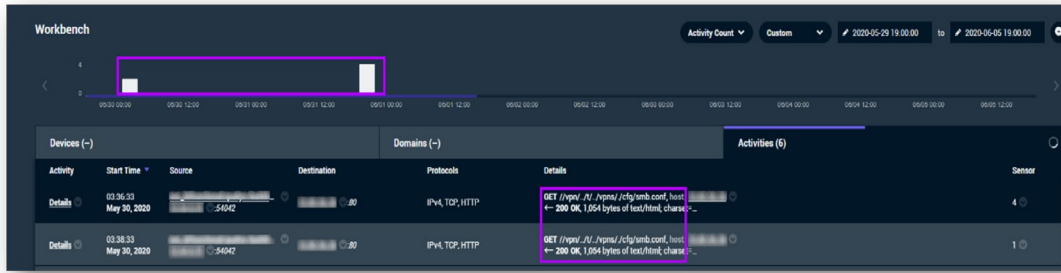 Workbench
Activity Count
Custom
2020-05-29 19:00:00 to 2020-06-05 19:00:00
4
0
05/30 00:00 05/30 12:00 05/31 00:00 05/31 12:00 06/01 00:00 06/01 12:00 06/02 00:00 06/02 12:00 06/03 00:00 06/03 12:00 06/04 00:00 06/04 12:00 06/05 00:00 06/05 12:00
Devices (–) Domains (–) Activities (6)
Activity Start Time Source Destination Protocols Details Sensor
Details 03:36:33 May 30, 2020 :54042 :80 IPv4, TCP, HTTP GET //vpn/../t/../vpns/./cfg/smb.conf, host 4
← 200 OK, 1,054 bytes of text/html; charset=...
Details 03:38:33 May 30, 2020 :54042 :80 IPv4, TCP, HTTP GET //vpn/../t/../vpns/./cfg/smb.conf, host 1
← 200 OK, 1,054 bytes of text/html; charset=...